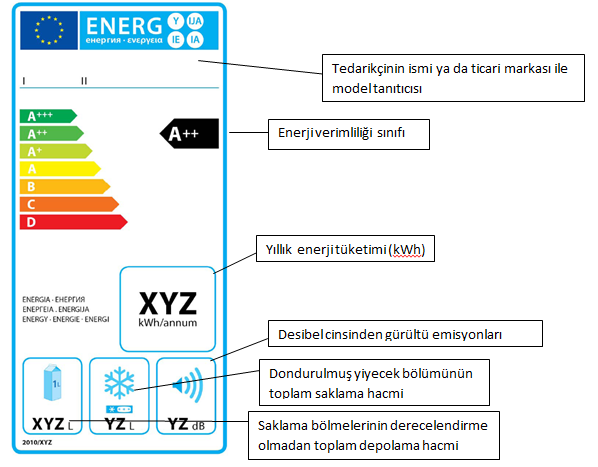 ENERG Y IJA IE IA
енергия · ενεργεια
Tedarikçinin ismi ya da ticari markası ile
model tanıtıcısı
I II
A+++
A++
A+
A
B
C
D
A++
Enerji verimliliği sınıfı
Yıllık enerji tüketimi (kWh)
XYZ
kWh/annum
ENERGIA · ЕНЕРГИЯ
ΕΝΕΡΓΕΙΑ . ENERGIJA
ENERGY · ENERGIE · ENERGI
Desibel cinsinden gürültü emisyonları
Dondurulmuş yiyecek bölümünün
toplam saklama hacmi
1L
XYZ L
YZ L
YZ dB
Saklama bölmelerinin derecelendirme
olmadan toplam depolama hacmi
2010/XYZ